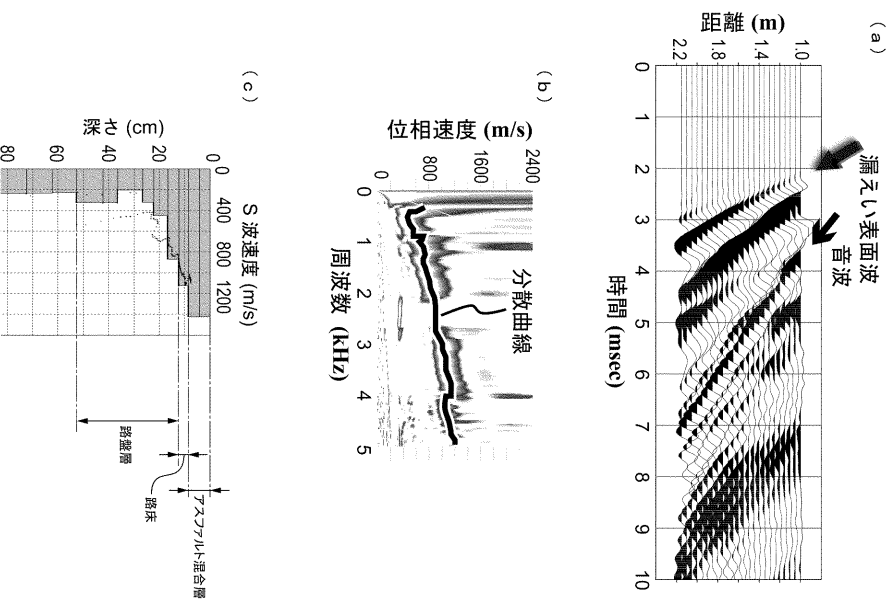 (a)
距離 (m)
2.2 1.8 1.4 1.0
0 1 2 3 4 5 6 7 8 9 10
時間 (msec)
漏えい表面波
音波
(b)
位相速度 (m/s)
0 800 1600 2400
0 1 2 3 4 5
周波数 (kHz)
分散曲線
(c)
S波速度 (m/s)
0 400 800 1200
深さ (cm)
0 20 40 60 80
アスファルト混合層
路床
路盤層